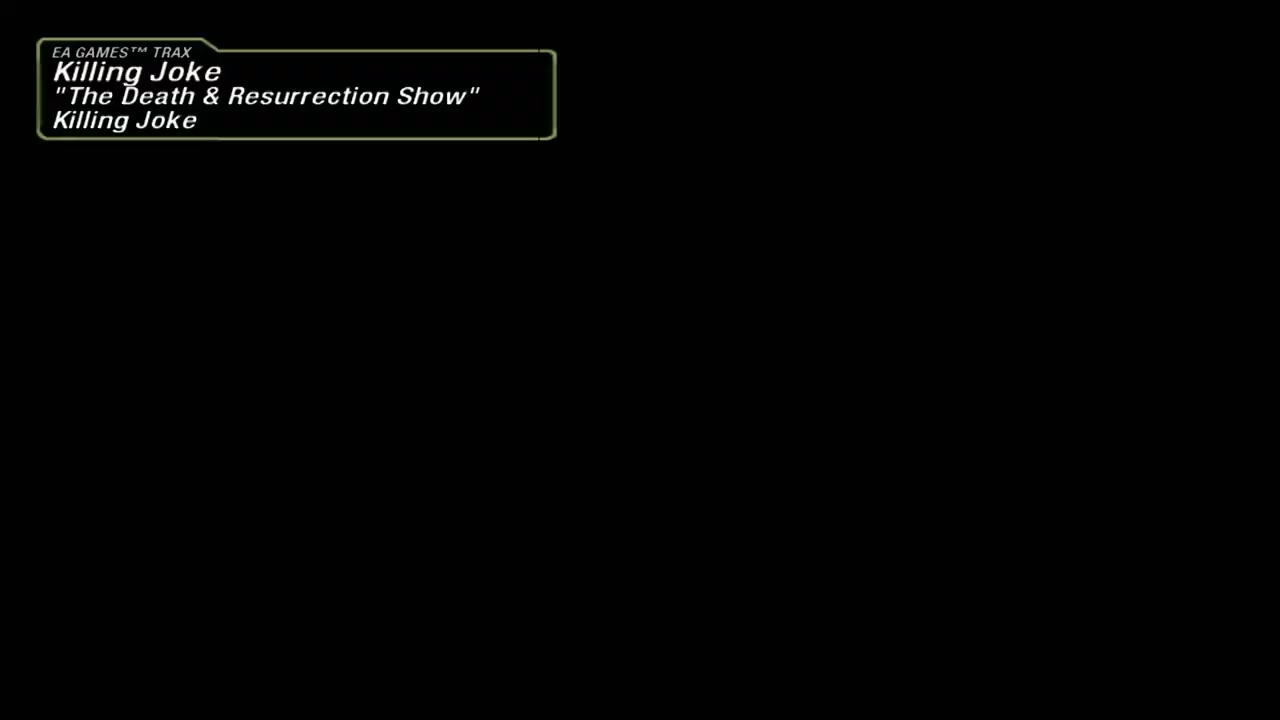 EA GAMES™ TRAX
Killing Joke
"The Death & Resurrection Show"
Killing Joke